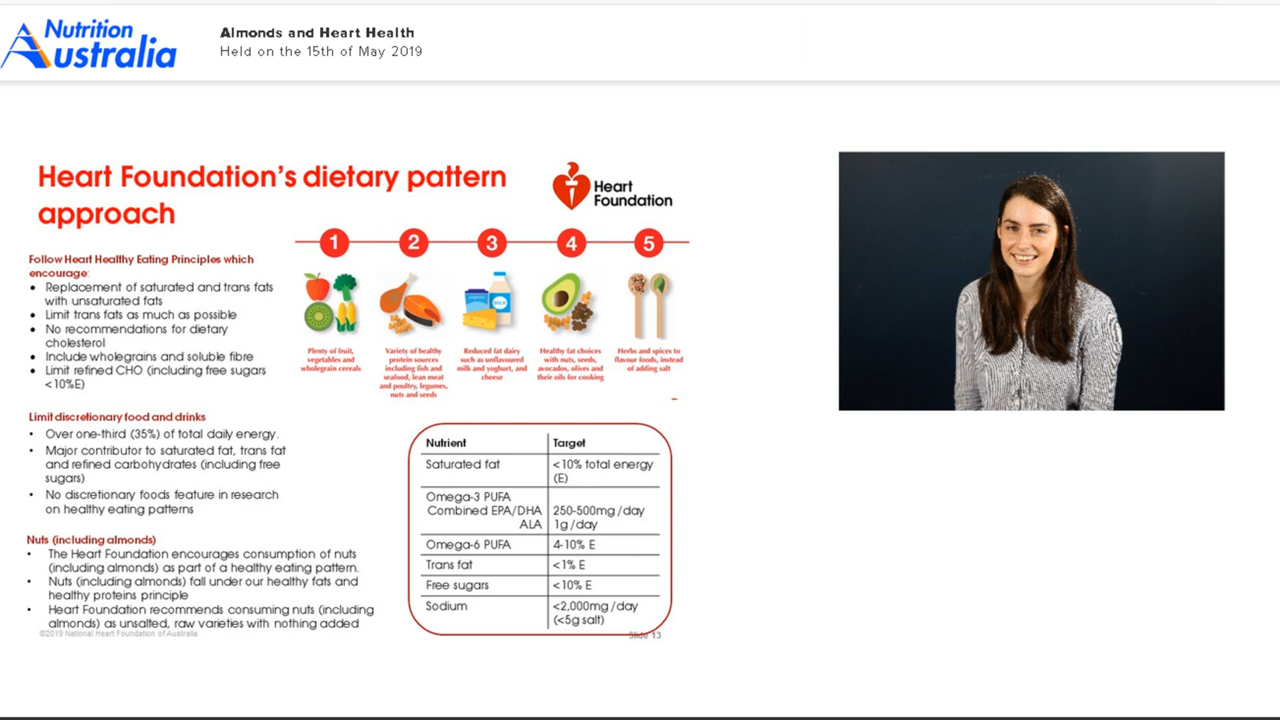 Nutrition
Australia
Almonds and Heart Health
Held on the 15th of May 2019
Heart Foundation's dietary pattern
approach
Heart
Foundation
Follow Heart Healthy Eating Principles which
encourage:
• Replacement of saturated and trans fats
with unsaturated fats
• Limit trans fats as much as possible
• No recommendations for dietary
cholesterol
• Include wholegrains and soluble fibre
• Limit refined CHO (including free sugars
<10%E)
Limit discretionary food and drinks
• Over one-third (35%) of total daily energy.
• Major contributor to saturated fat, trans fat
and refined carbohydrates (including free
sugars)
• No discretionary foods feature in research
on healthy eating patterns
Nuts (including almonds)
• The Heart Foundation encourages consumption of nuts
(including almonds) as part of a healthy eating pattern.
• Nuts (including almonds) fall under our healthy fats and
healthy proteins principle
• Heart Foundation recommends consuming nuts (including
almonds) as unsalted, raw varieties with nothing added
©2019 National Heart Foundation of Australia
1 2 3 4 5
MILK
Plenty of fruit,
vegetables and
wholegrain cereals
Variety of healthy
protein sources
including fish and
seafood, lean meat
and poultry, legumes,
nuts and seeds
Reduced fat dairy
such as unflavoured
milk and yoghurt, and
cheese
Healthy fat choices
with nuts, seeds,
avocados, olives and
their oils for cooking
Herbs and spices to
flavour foods, instead
of adding salt
Nutrient Target
Saturated fat <10% total energy
(E)
Omega-3 PUFA
Combined EPA/DHA 250-500mg/day
ALA 1g/day
Omega-6 PUFA 4-10% E
Trans fat <1% E
Free sugars <10% E
Sodium <2,000mg/day
(<5g salt)
Slide 13